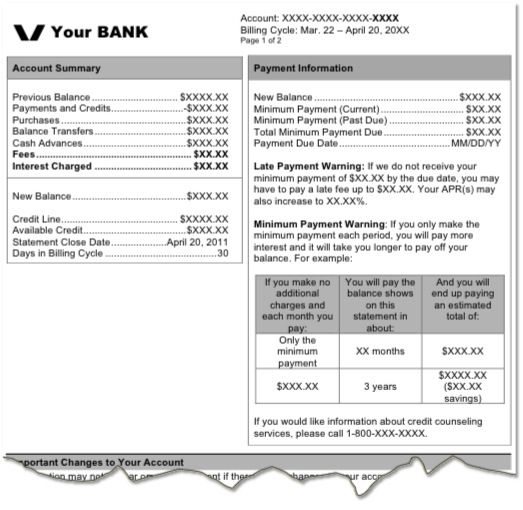 Your BANK
Account: XXXX-XXXX-XXXX-XXXX
Billing Cycle: Mar. 22 – April 20, 20XX
Page 1 of 2
Account Summary
Previous Balance ........................ $XXXX.XX
Payments and Credits .................... -$XXXX.XX
Purchases ............................... $XXXX.XX
Balance Transfers ....................... $XXXX.XX
Cash Advances ........................... $XXXX.XX
Fees .................................... $XX.XX
Interest Charged ........................ $XX.XX
New Balance ............................. $XXXX.XX
Credit Line ............................. $XXXXX.XX
Available Credit ........................ $XXXX.XX
Statement Close Date .................... April 20, 2011
Days in Billing Cycle ................... 30
Payment Information
New Balance ............................. $XXXX.XX
Minimum Payment (Current) ............... $XX.XX
Minimum Payment (Past Due) .............. $XX.XX
Total Minimum Payment Due ............... $XX.XX
Payment Due Date ........................ MM/DD/YY
Late Payment Warning: If we do not receive your
minimum payment of $XX.XX by the due date, you may
have to pay a late fee up to $XX.XX. Your APR(s) may
also increase to XX.XX%.
Minimum Payment Warning: If you only make the
minimum payment each period, you will pay more
interest and it will take you longer to pay off your
balance. For example:
If you make no
additional
charges and
each month you
pay:
You will pay the
balance shows
on this
statement in
about:
And you will
end up paying
an estimated
total of:
Only the
minimum
payment
XX months
$XXX.XX
$XXX.XX
3 years
$XXXX.XX
($XX.XX
savings)
If you would like information about credit counseling
services, please call 1-800-XXX-XXXX.
Changes to Your Account
may
if